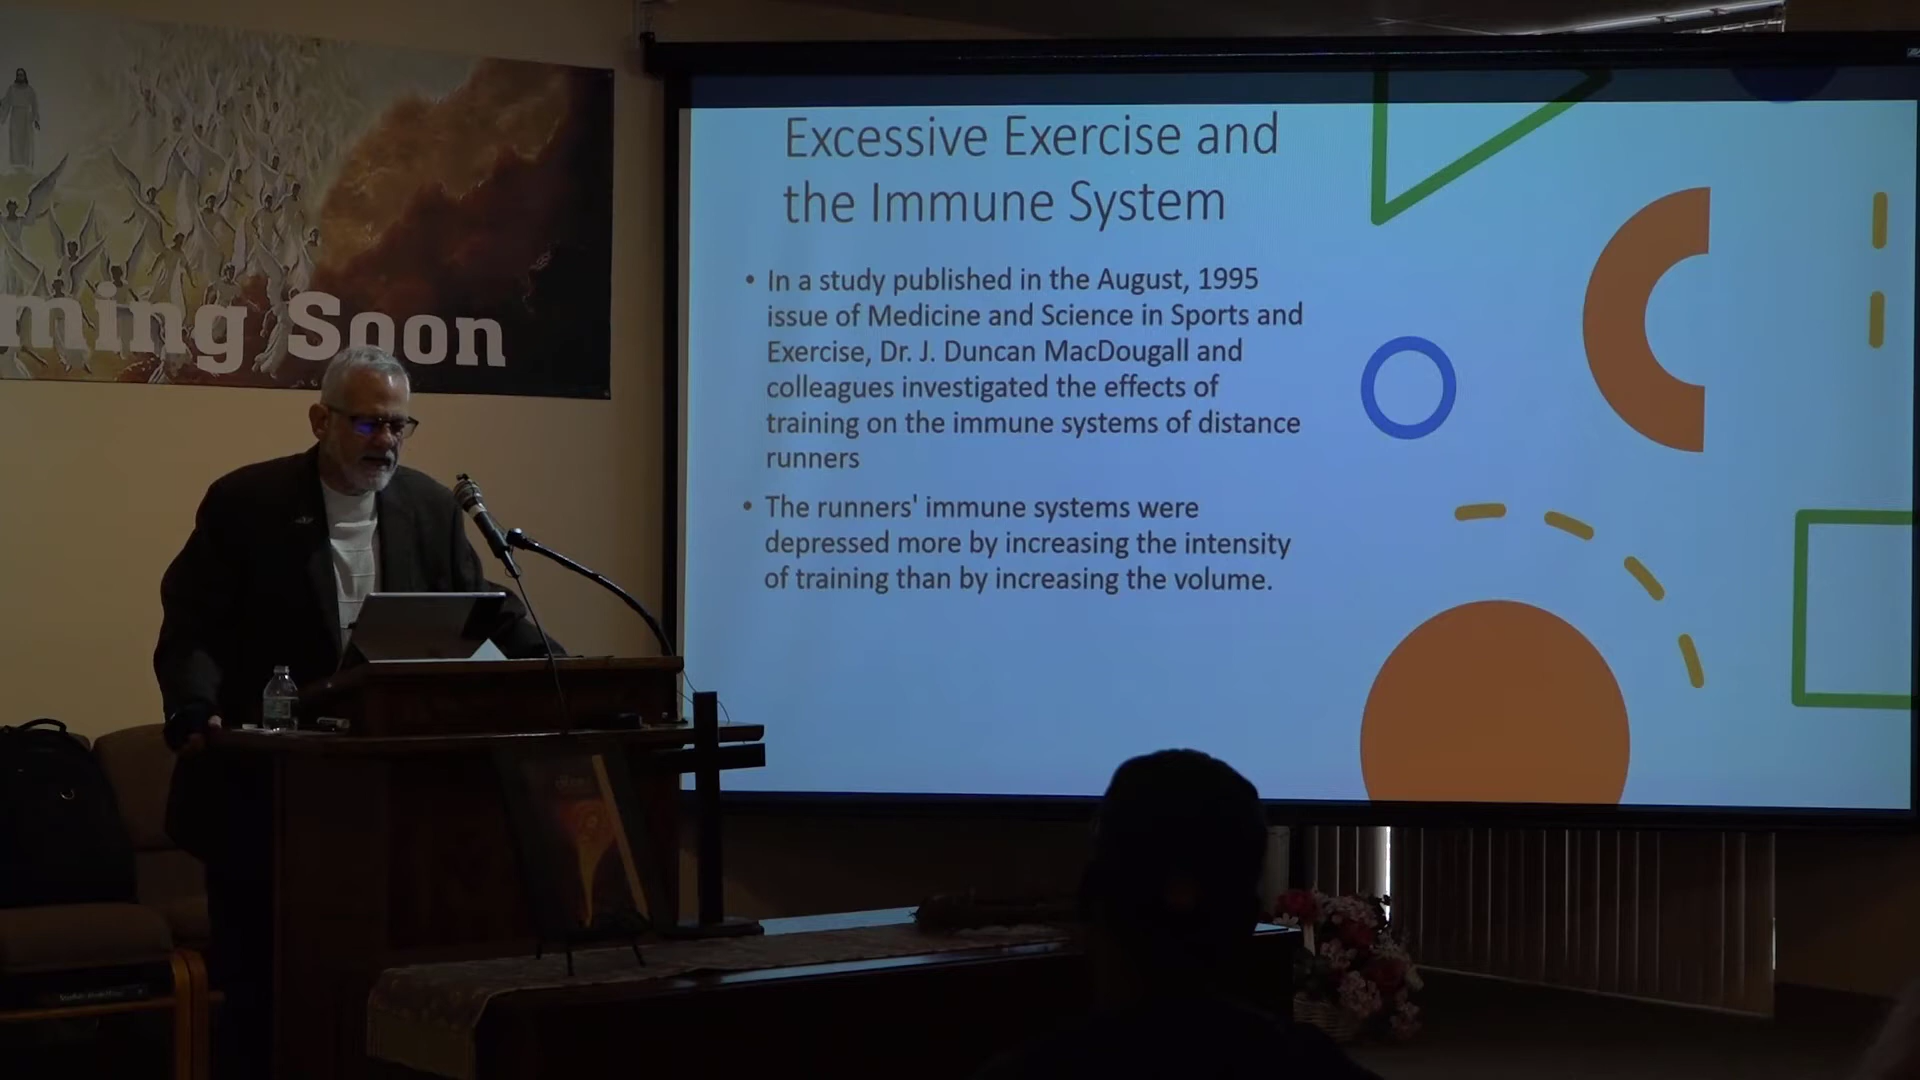 ming Soon
Excessive Exercise and
the Immune System
• In a study published in the August, 1995
issue of Medicine and Science in Sports and
Exercise, Dr. J. Duncan MacDougall and
colleagues investigated the effects of
training on the immune systems of distance
runners
• The runners' immune systems were
depressed more by increasing the intensity
of training than by increasing the volume.